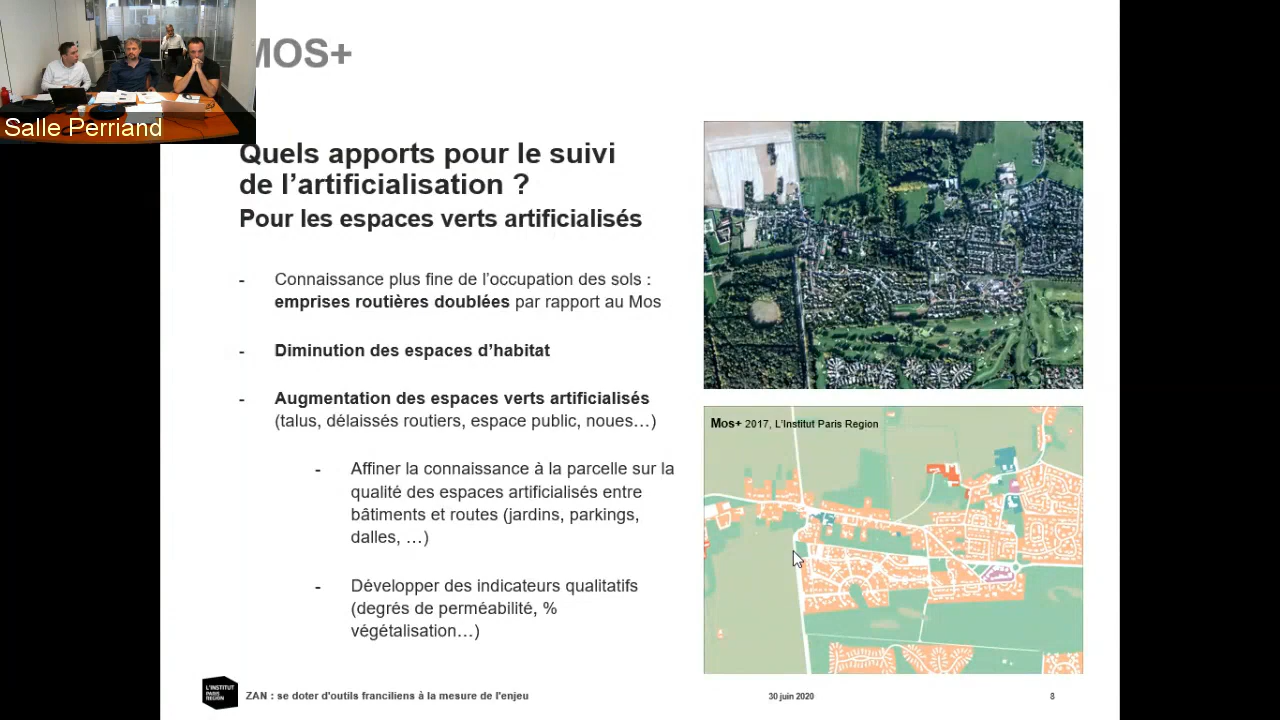 MOS+
Salle Perriand
Quels apports pour le suivi
de l'artificialisation ?
Pour les espaces verts artificialisés
- Connaissance plus fine de l'occupation des sols :
emprises routières doublées par rapport au Mos
- Diminution des espaces d'habitat
- Augmentation des espaces verts artificialisés
(talus, délaissés routiers, espace public, noues…)
- Affiner la connaissance à la parcelle sur la
qualité des espaces artificialisés entre
bâtiments et routes (jardins, parkings,
dalles, …)
- Développer des indicateurs qualitatifs
(degrés de perméabilité, %
végétalisation…)
Mos+ 2017, L'Institut Paris Region
L'INSTITUT
PARIS
REGION
ZAN : se doter d'outils franciliens à la mesure de l'enjeu
30 juin 2020
8